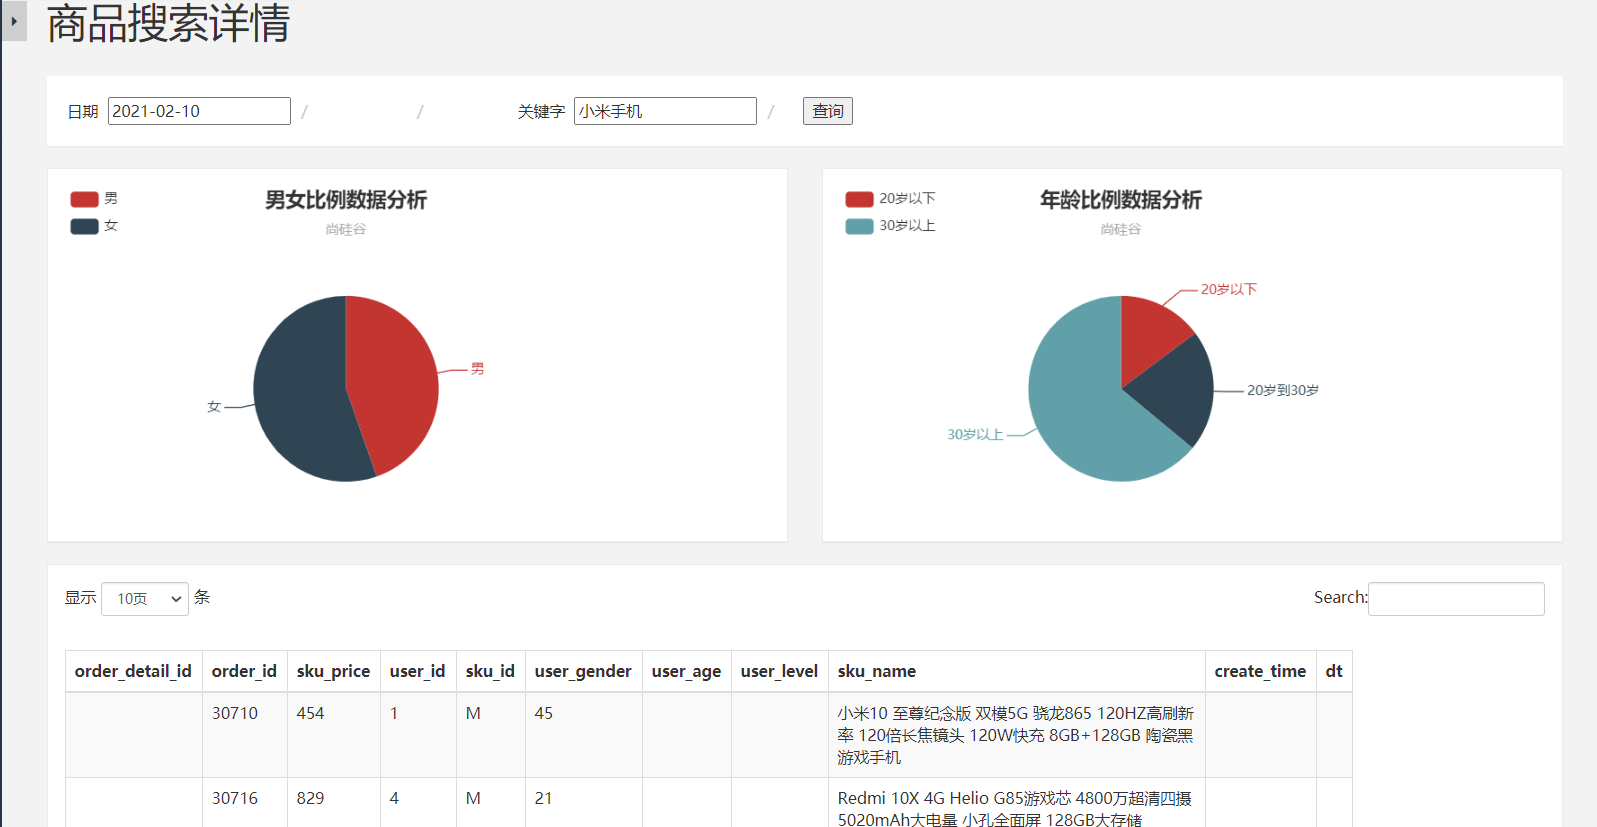 商品搜索详情
日期 2021-02-10 / / 关键字 小米手机 / 查询
男
女
男女比例数据分析
尚硅谷
男
女
20岁以下
30岁以上
年龄比例数据分析
尚硅谷
20岁以下
20岁到30岁
30岁以上
显示 10页 条 Search:
order_detail_id order_id sku_price user_id sku_id user_gender user_age user_level sku_name create_time dt
30710 454 1 M 45 小米10 至尊纪念版 双模5G 骁龙865 120HZ高刷新
率 120倍长焦镜头 120W快充 8GB+128GB 陶瓷黑
游戏手机
30716 829 4 M 21 Redmi 10X 4G Helio G85游戏芯 4800万超清四摄
5020mAh大电量 小孔全面屏 128GB大存储